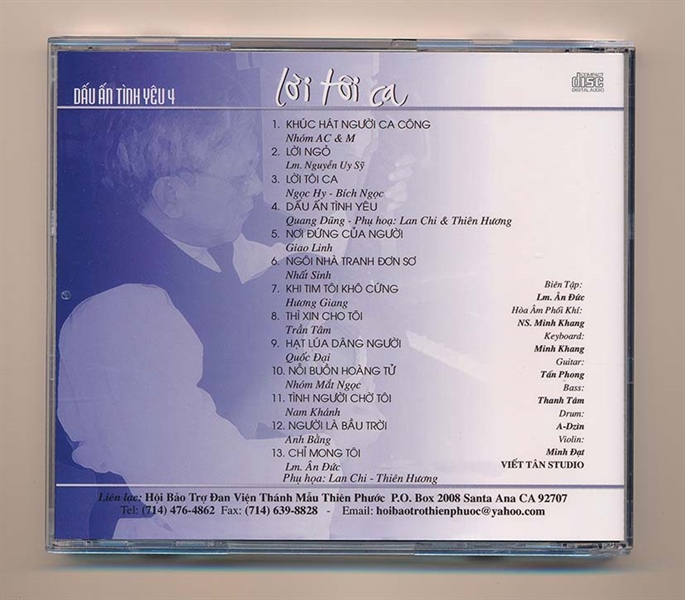 DẤU ẤN TÌNH YÊU 4
lời tôi ca
COMPACT
disc
DIGITAL AUDIO
1. KHÚC HÁT NGƯỜI CA CÔNG
Nhóm AC & M
2. LỜI NGỎ
Lm. Nguyễn Uy Sỹ
3. LỜI TÔI CA
Ngọc Hy - Bích Ngọc
4. DẤU ẤN TÌNH YÊU
Quang Dũng - Phụ hoạ: Lan Chi & Thiên Hương
5. NƠI ĐỨNG CỦA NGƯỜI
Giao Linh
6. NGÔI NHÀ TRANH ĐƠN SƠ
Nhất Sinh
7. KHI TIM TÔI KHÔ CỨNG
Hương Giang
8. THÌ XIN CHO TÔI
Trần Tâm
9. HẠT LÚA DÂNG NGƯỜI
Quốc Đại
10. NỖI BUỒN HOÀNG TỬ
Nhóm Mắt Ngọc
11. TÌNH NGƯỜI CHỜ TÔI
Nam Khánh
12. NGƯỜI LÀ BẦU TRỜI
Anh Bằng
13. CHỈ MONG TÔI
Lm. Ân Đức
Phụ họa: Lan Chi - Thiên Hương
Biên Tập:
Lm. Ân Đức
Hòa Âm Phối Khí:
NS. Minh Khang
Keyboard:
Minh Khang
Guitar:
Tấn Phong
Bass:
Thanh Tâm
Drum:
A-Dzin
Violin:
Minh Đạt
VIẾT TÂN STUDIO
Liên lạc: Hội Bảo Trợ Đan Viện Thánh Mẫu Thiên Phước P.O. Box 2008 Santa Ana CA 92707
Tel: (714) 476-4862 Fax: (714) 639-8828 - Email: hoibaotrothienphuoc@yahoo.com